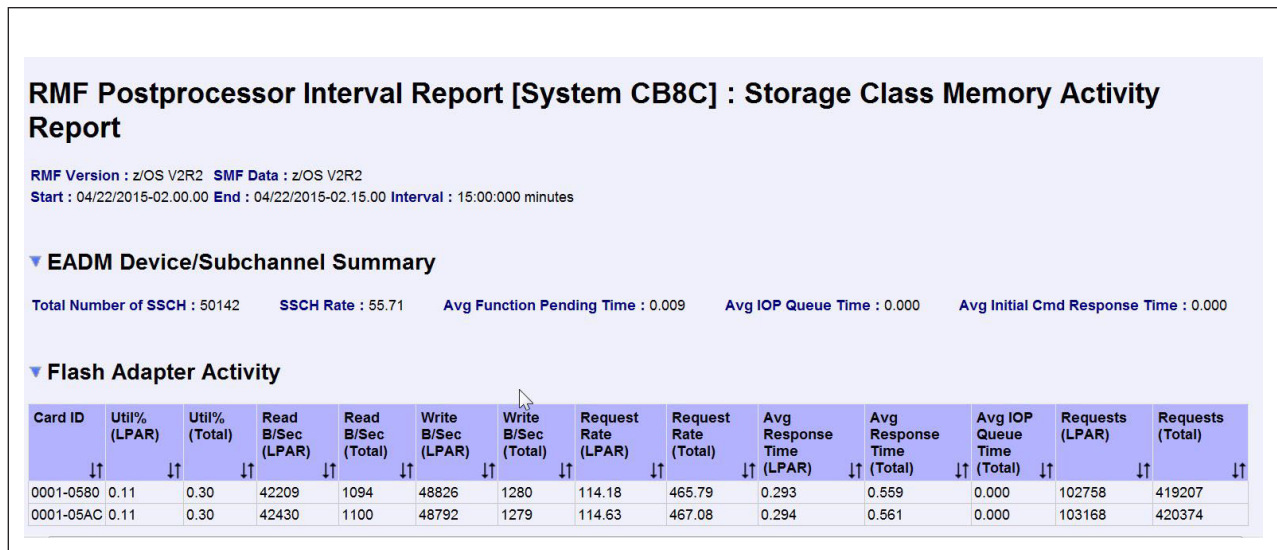 RMF Postprocessor Interval Report [System CB8C] : Storage Class Memory Activity
Report
RMF Version : z/OS V2R2 SMF Data : z/OS V2R2
Start : 04/22/2015-02.00.00 End : 04/22/2015-02.15.00 Interval : 15:00:000 minutes
EADM Device/Subchannel Summary
Total Number of SSCH : 50142 SSCH Rate : 55.71 Avg Function Pending Time : 0.009 Avg IOP Queue Time : 0.000 Avg Initial Cmd Response Time : 0.000
Flash Adapter Activity
Card ID Util% (LPAR) Util% (Total) Read B/Sec (LPAR) Read B/Sec (Total) Write B/Sec (LPAR) Write B/Sec (Total) Request Rate (LPAR) Request Rate (Total) Avg Response Time (LPAR) Avg Response Time (Total) Avg IOP Queue Time (Total) Requests (LPAR) Requests (Total)
0001-0580 0.11 0.30 42209 1094 48826 1280 114.18 465.79 0.293 0.559 0.000 102758 419207
0001-05AC 0.11 0.30 42430 1100 48792 1279 114.63 467.08 0.294 0.561 0.000 103168 420374